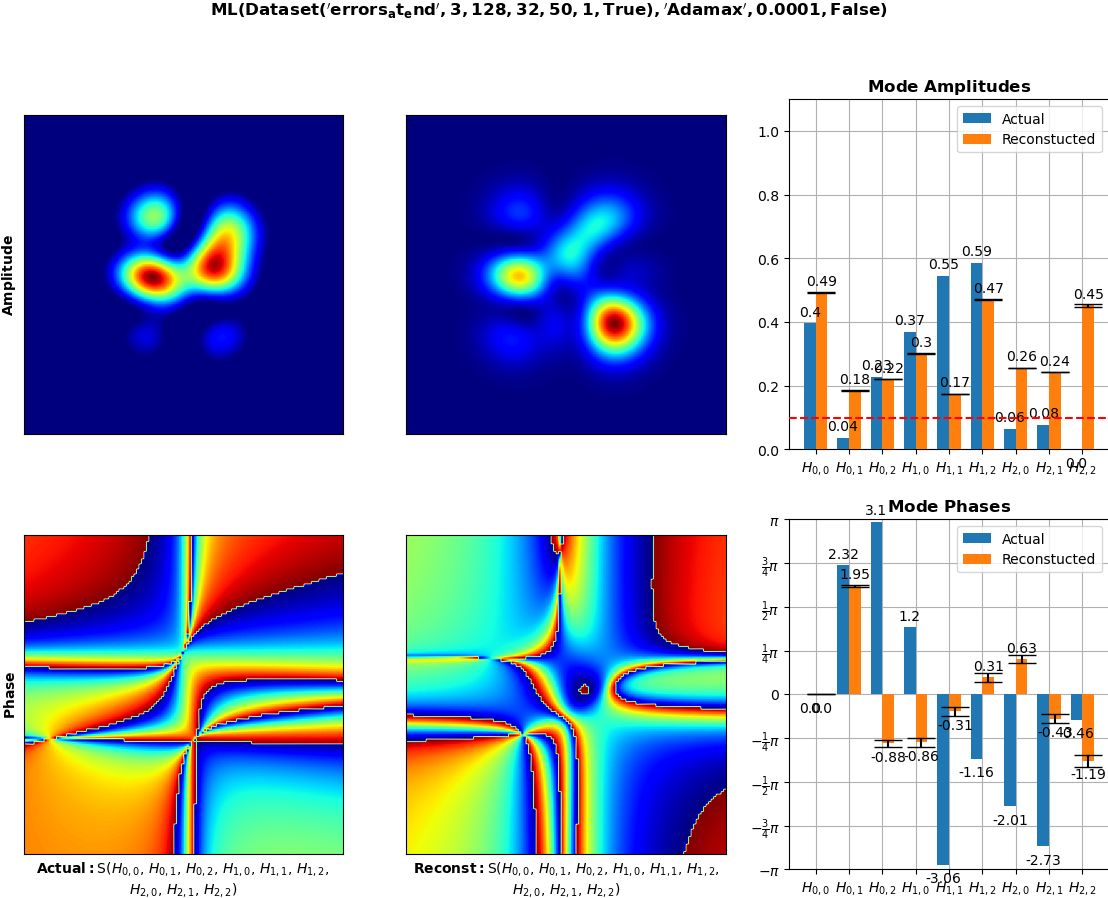 ML(Dataset('errors_at_end', 3, 128, 32, 50, 1, True), 'Adamax', 0.0001, False)
Amplitude
Mode Amplitudes
Actual
Reconstucted
1.0
0.8
0.6
0.4
0.2
0.0
0.4
0.49
0.04
0.18
0.23
0.22
0.37
0.3
0.55
0.17
0.59
0.47
0.06
0.26
0.08
0.24
0.0
0.45
H0,0 H0,1 H0,2 H1,0 H1,1 H1,2 H2,0 H2,1 H2,2
Phase
Mode Phases
Actual
Reconstucted
π
3/4π
1/2π
1/4π
0
−1/4π
−1/2π
−3/4π
−π
0.0
0.0
2.32
1.95
3.1
-0.88
1.2
-0.86
-3.06
-0.31
-1.16
0.31
-2.01
0.63
-2.73
-1.19
H0,0 H0,1 H0,2 H1,0 H1,1 H1,2 H2,0 H2,1 H2,2
Actual: S(H0,0, H0,1, H0,2, H1,0, H1,1, H1,2,
H2,0, H2,1, H2,2)
Reconst: S(H0,0, H0,1, H0,2, H1,0, H1,1, H1,2,
H2,0, H2,1, H2,2)